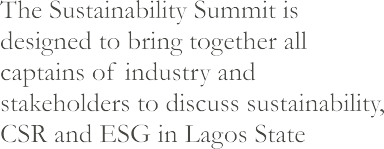 The Sustainability Summit is
designed to bring together all
captains of industry and
stakeholders to discuss sustainability,
CSR and ESG in Lagos State